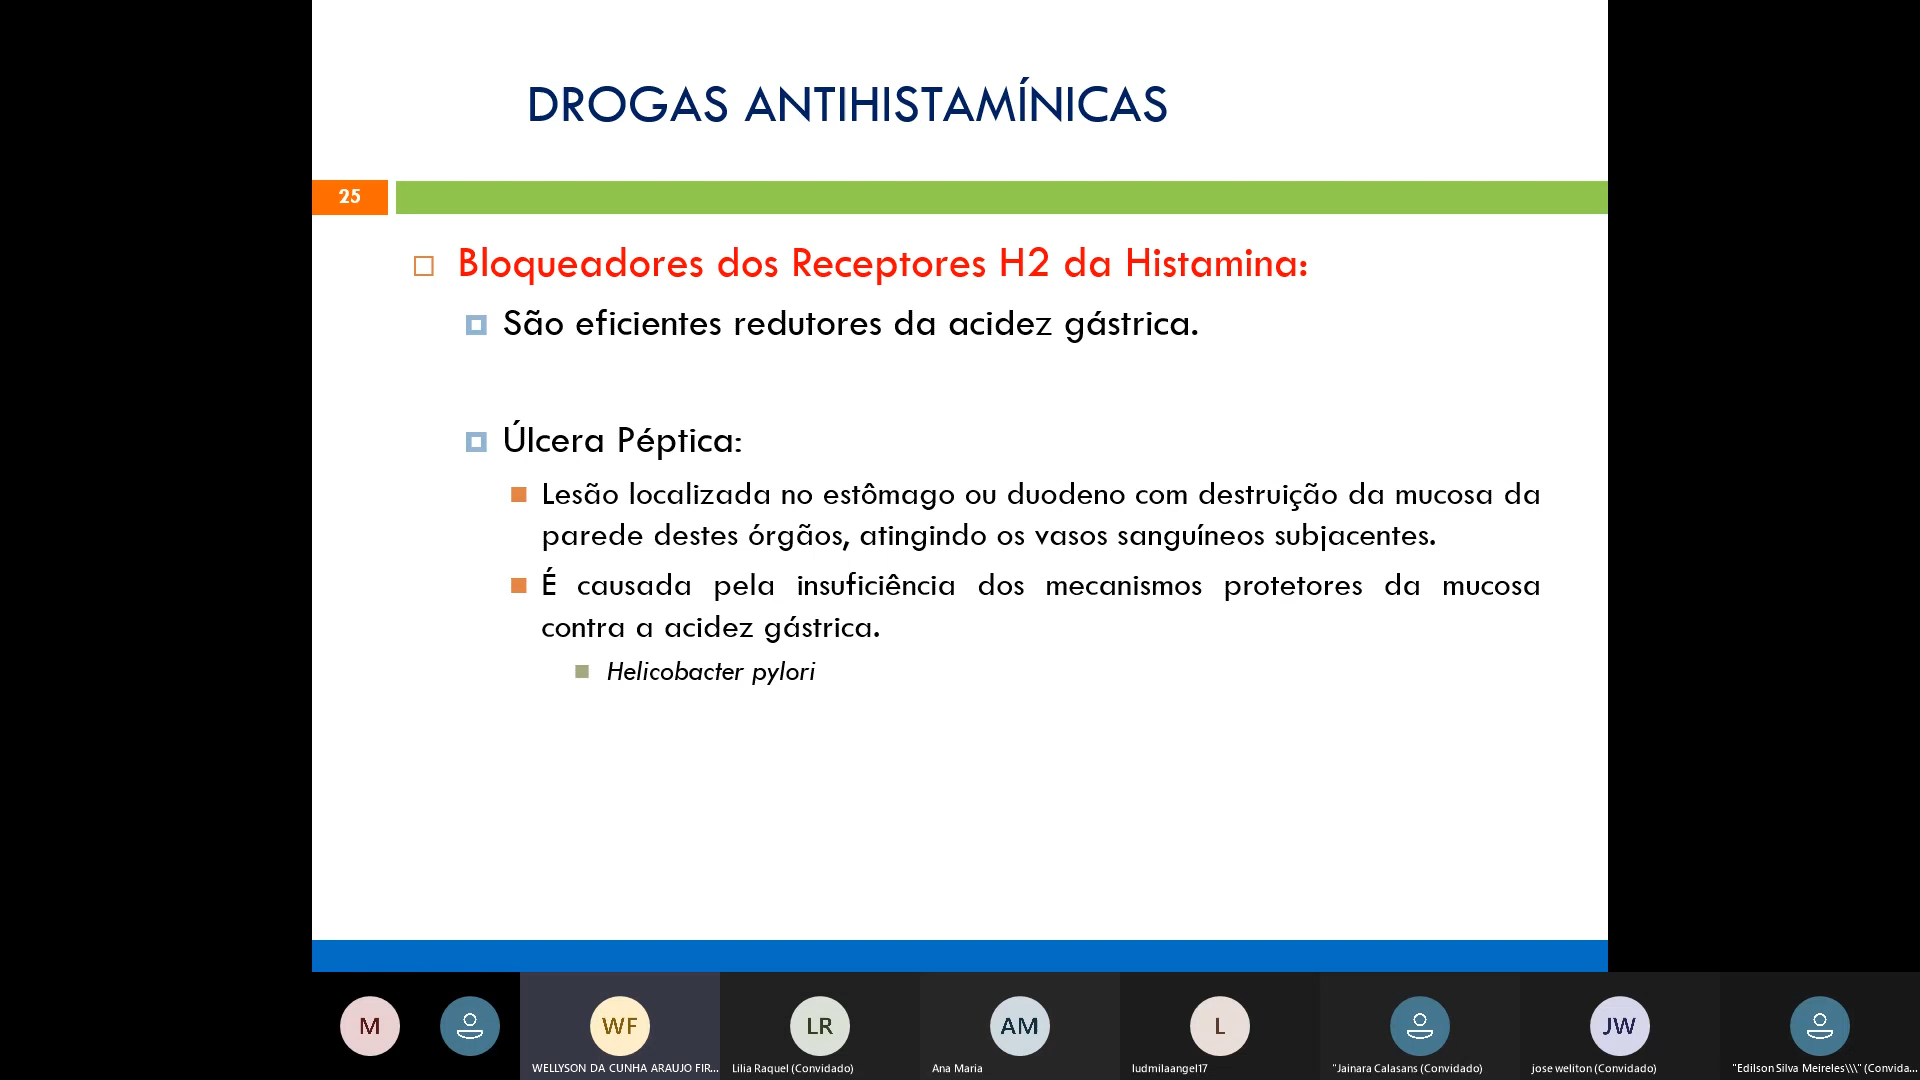 DROGAS ANTIHISTAMÍNICAS
25
Bloqueadores dos Receptores H2 da Histamina:
São eficientes redutores da acidez gástrica.
Úlcera Péptica:
Lesão localizada no estômago ou duodeno com destruição da mucosa da
parede destes órgãos, atingindo os vasos sanguíneos subjacentes.
É causada pela insuficiência dos mecanismos protetores da mucosa
contra a acidez gástrica.
Helicobacter pylori
M
WF
LR
AM
L
JW
WELLYSON DA CUNHA ARAUJO FIR...
Lilia Raquel (Convidado)
Ana Maria
ludmilaangel17
"Jainara Calasans (Convidado)
jose weliton (Convidado)
"Edilson Silva Meireles\\\" (Convida...